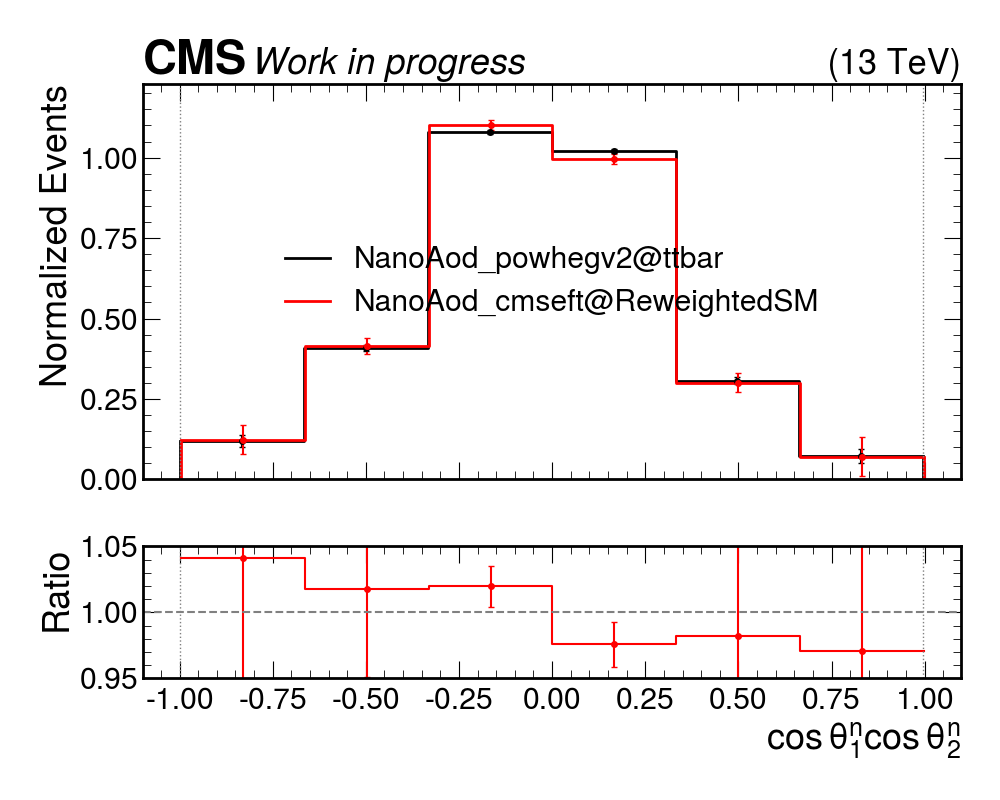 CMS Work in progress (13 TeV)
Normalized Events
1.00
0.75
0.50
0.25
0.00
NanoAod_powhegv2@ttbar
NanoAod_cmseft@ReweightedSM
Ratio
1.05
1.00
0.95
-1.00 -0.75 -0.50 -0.25 0.00 0.25 0.50 0.75 1.00
cos θ₁ⁿcos θ₂ⁿ